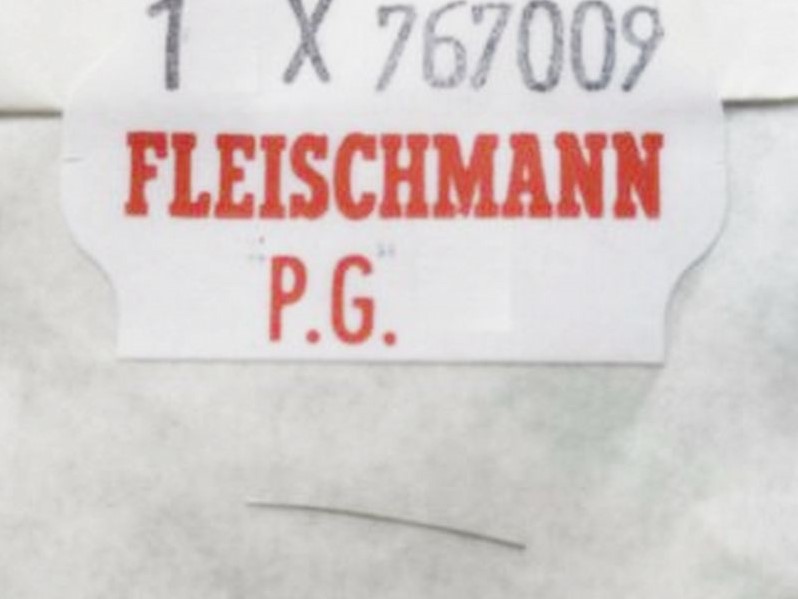 1 X 767009
FLEISCHMANN
"P.G."